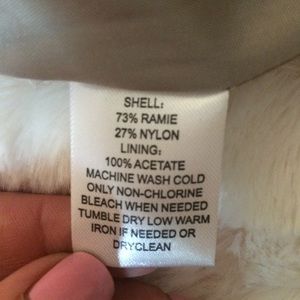 SHELL:
73% RAMIE
27% NYLON
LINING:
100% ACETATE
MACHINE WASH COLD
ONLY NON-CHLORINE
BLEACH WHEN NEEDED
TUMBLE DRY LOW WARM
IRON IF NEEDED OR
DRYCLEAN